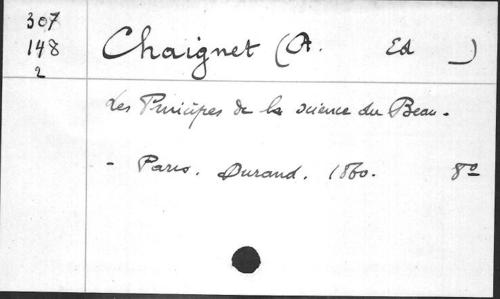 307
148
2
Chaignet (A. Ed _)
Les Principes de la science du Beau.
- Paris. Durand. 1860. 8º